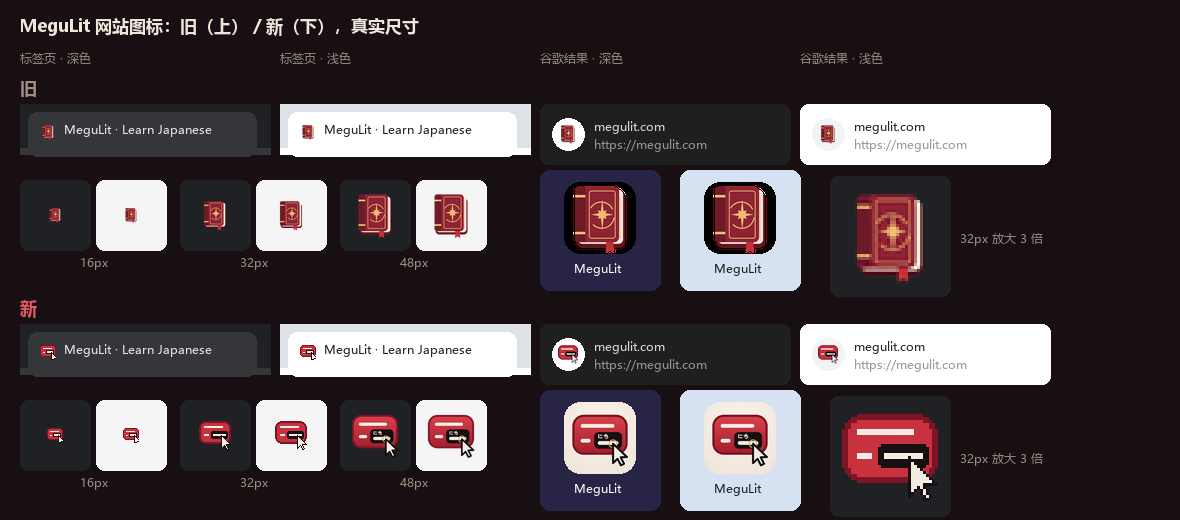 MeguLit 网站图标：旧（上） / 新（下），真实尺寸
标签页 · 深色
标签页 · 浅色
谷歌结果 · 深色
谷歌结果 · 浅色
旧
MeguLit · Learn Japanese
MeguLit · Learn Japanese
megulit.com
https://megulit.com
megulit.com
https://megulit.com
16px
32px
48px
MeguLit
MeguLit
32px 放大 3 倍
新
MeguLit · Learn Japanese
MeguLit · Learn Japanese
megulit.com
https://megulit.com
megulit.com
https://megulit.com
16px
32px
48px
MeguLit
MeguLit
32px 放大 3 倍